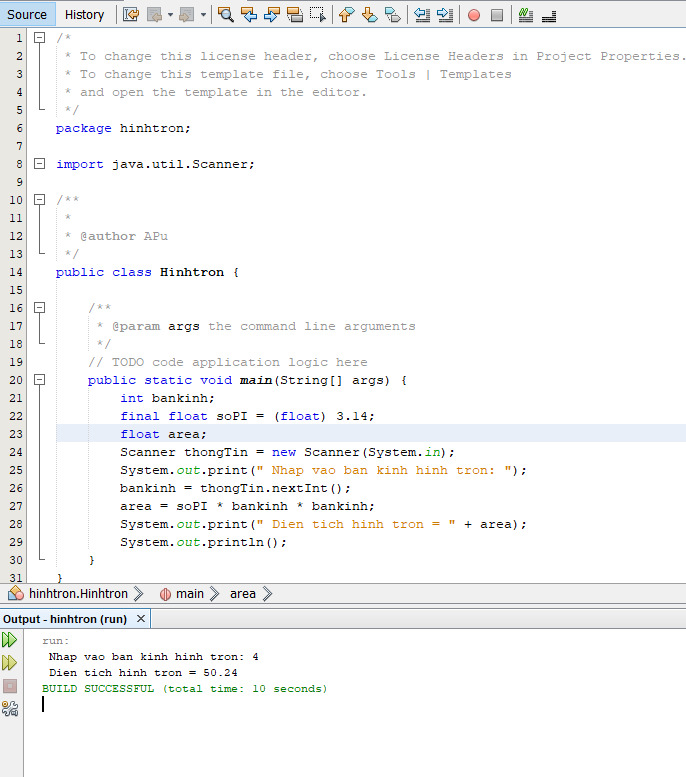 Source History
1 /*
2 * To change this license header, choose License Headers in Project Properties.
3 * To change this template file, choose Tools | Templates
4 * and open the template in the editor.
5 */
6 package hinhtron;
7
8 import java.util.Scanner;
9
10 /**
11 *
12 * @author APu
13 */
14 public class Hinhtron {
15
16 /**
17 * @param args the command line arguments
18 */
19 // TODO code application logic here
20 public static void main(String[] args) {
21 int bankinh;
22 final float soPI = (float) 3.14;
23 float area;
24 Scanner thongTin = new Scanner(System.in);
25 System.out.print(" Nhap vao ban kinh hinh tron: ");
26 bankinh = thongTin.nextInt();
27 area = soPI * bankinh * bankinh;
28 System.out.print(" Dien tich hinh tron = " + area);
29 System.out.println();
30 }
31 }
hinhtron.Hinhtron main area
Output - hinhtron (run) ×
run:
Nhap vao ban kinh hinh tron: 4
Dien tich hinh tron = 50.24
BUILD SUCCESSFUL (total time: 10 seconds)